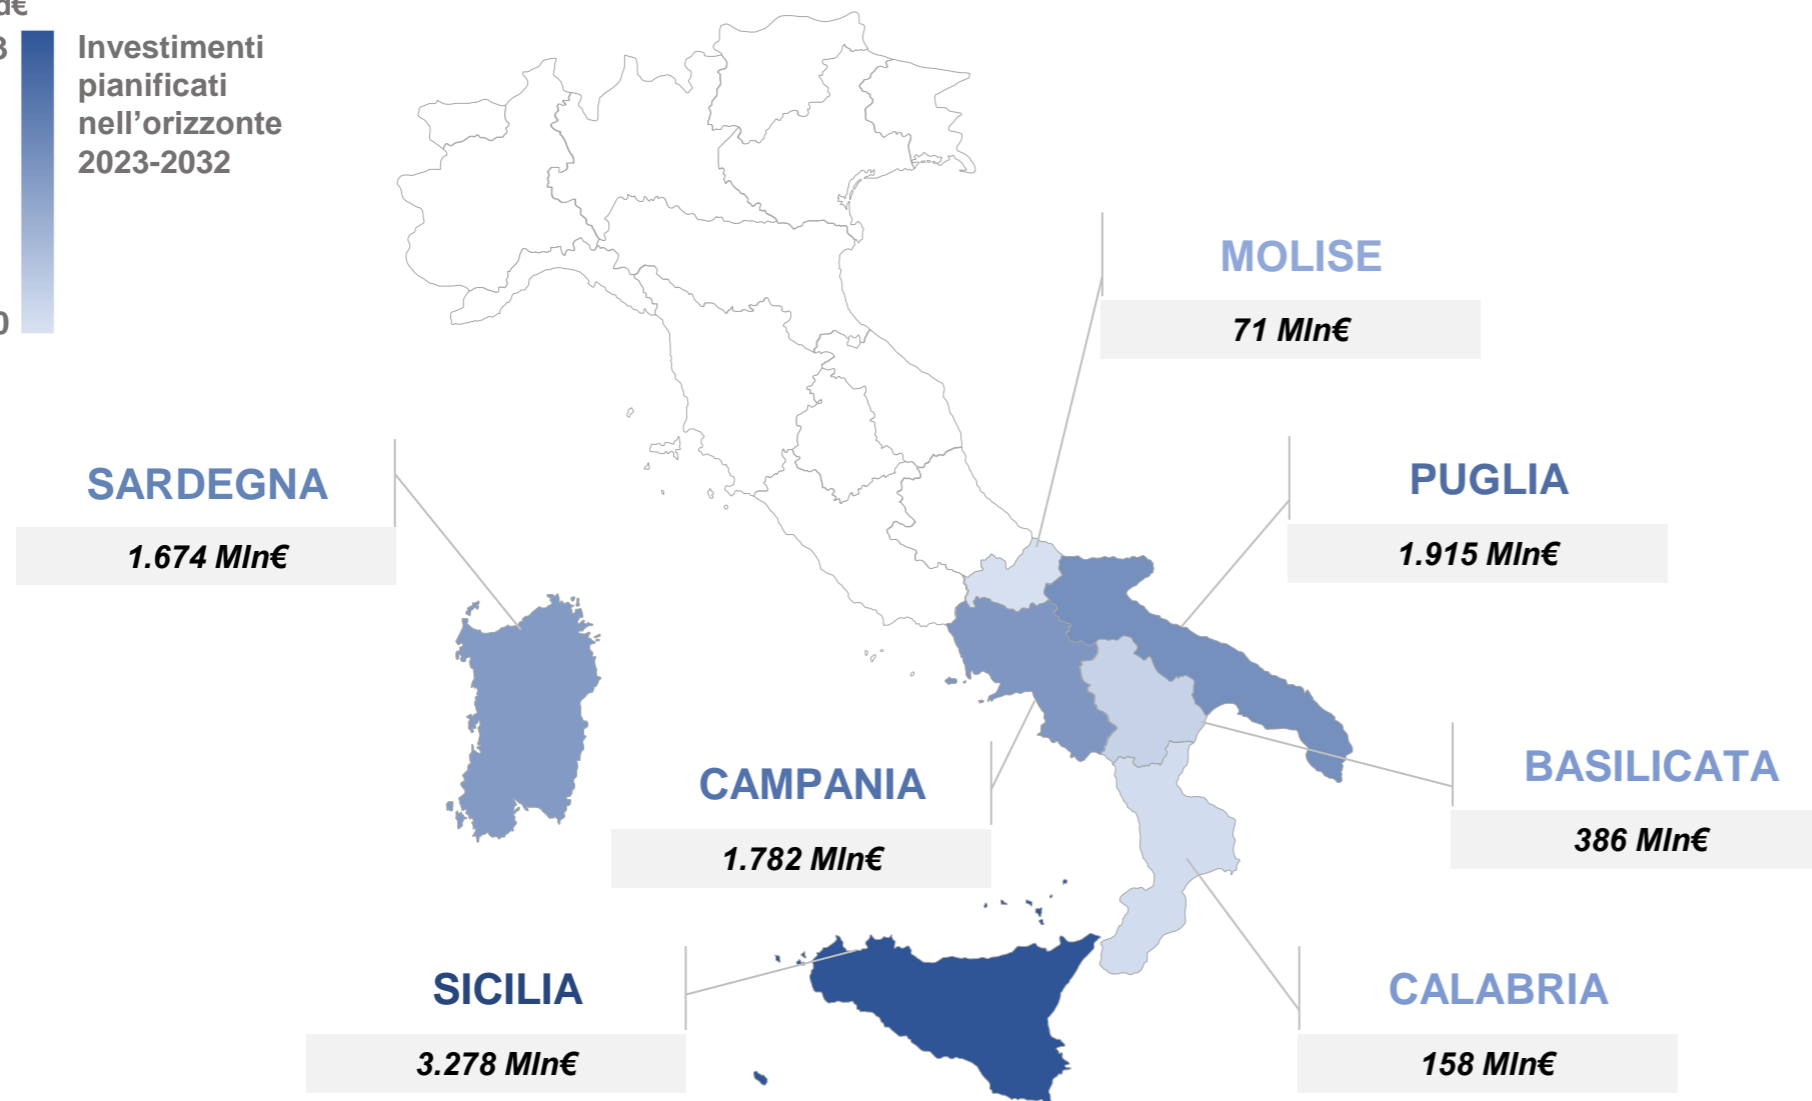 Investimenti
pianificati
nell’orizzonte
2023-2032
MOLISE
71 Mln€
SARDEGNA
1.674 Mln€
PUGLIA
1.915 Mln€
CAMPANIA
1.782 Mln€
BASILICATA
386 Mln€
SICILIA
3.278 Mln€
CALABRIA
158 Mln€